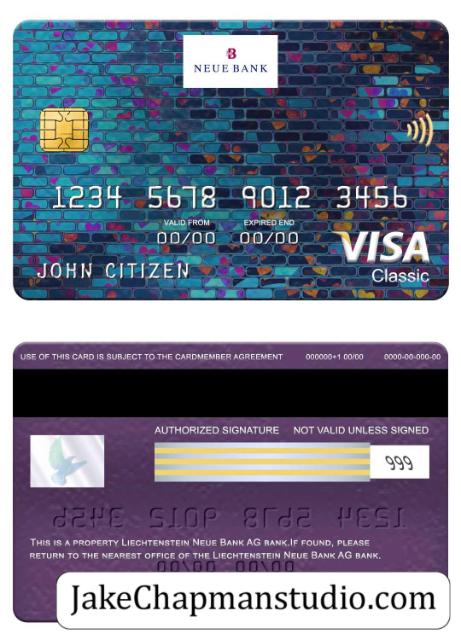 NEUE BANK
1234 5678 9012 3456
VALID FROM EXPIRED END
00/00 00/00
JOHN CITIZEN
VISA
Classic
USE OF THIS CARD IS SUBJECT TO THE CARDMEMBER AGREEMENT 000000+1 00/00 0000-00-000-00
AUTHORIZED SIGNATURE NOT VALID UNLESS SIGNED
999
THIS IS A PROPERTY LIECHTENSTEIN NEUE BANK AG BANK.IF FOUND, PLEASE
RETURN TO THE NEAREST OFFICE OF THE LIECHTENSTEIN NEUE BANK AG BANK.
JakeChapmanstudio.com